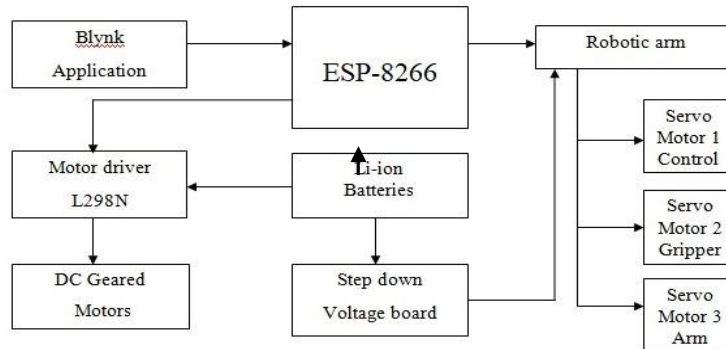 Blynk
Application
ESP-8266
Robotic arm
Servo
Motor 1
Control
Motor driver
L298N
Li-ion
Batteries
Servo
Motor 2
Gripper
DC Geared
Motors
Step down
Voltage board
Servo
Motor 3
Arm